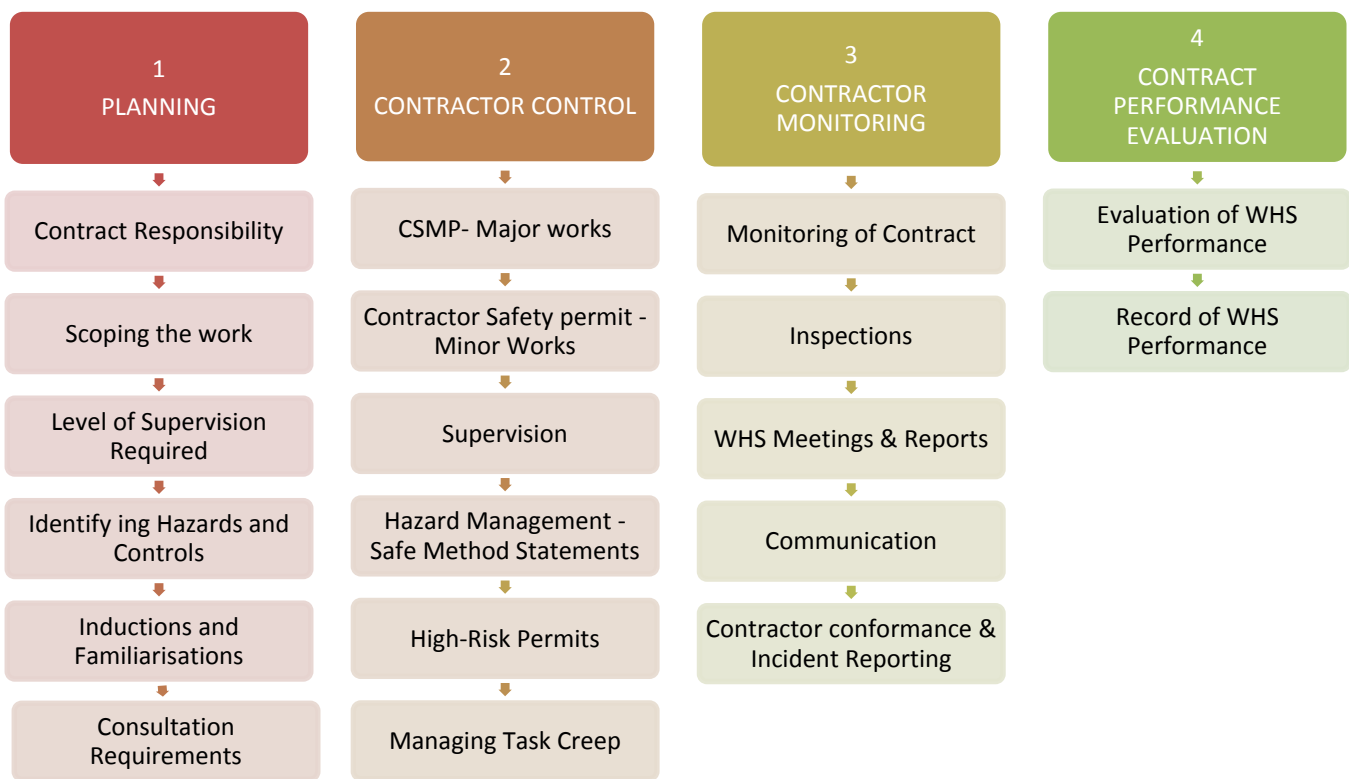 1
PLANNING
Contract Responsibility
Scoping the work
Level of Supervision
Required
Identify ing Hazards and
Controls
Inductions and
Familiarisations
Consultation
Requirements
2
CONTRACTOR CONTROL
CSMP- Major works
Contractor Safety permit -
Minor Works
Supervision
Hazard Management -
Safe Method Statements
High-Risk Permits
Managing Task Creep
3
CONTRACTOR
MONITORING
Monitoring of Contract
Inspections
WHS Meetings & Reports
Communication
Contractor conformance &
Incident Reporting
4
CONTRACT
PERFORMANCE
EVALUATION
Evaluation of WHS
Performance
Record of WHS
Performance